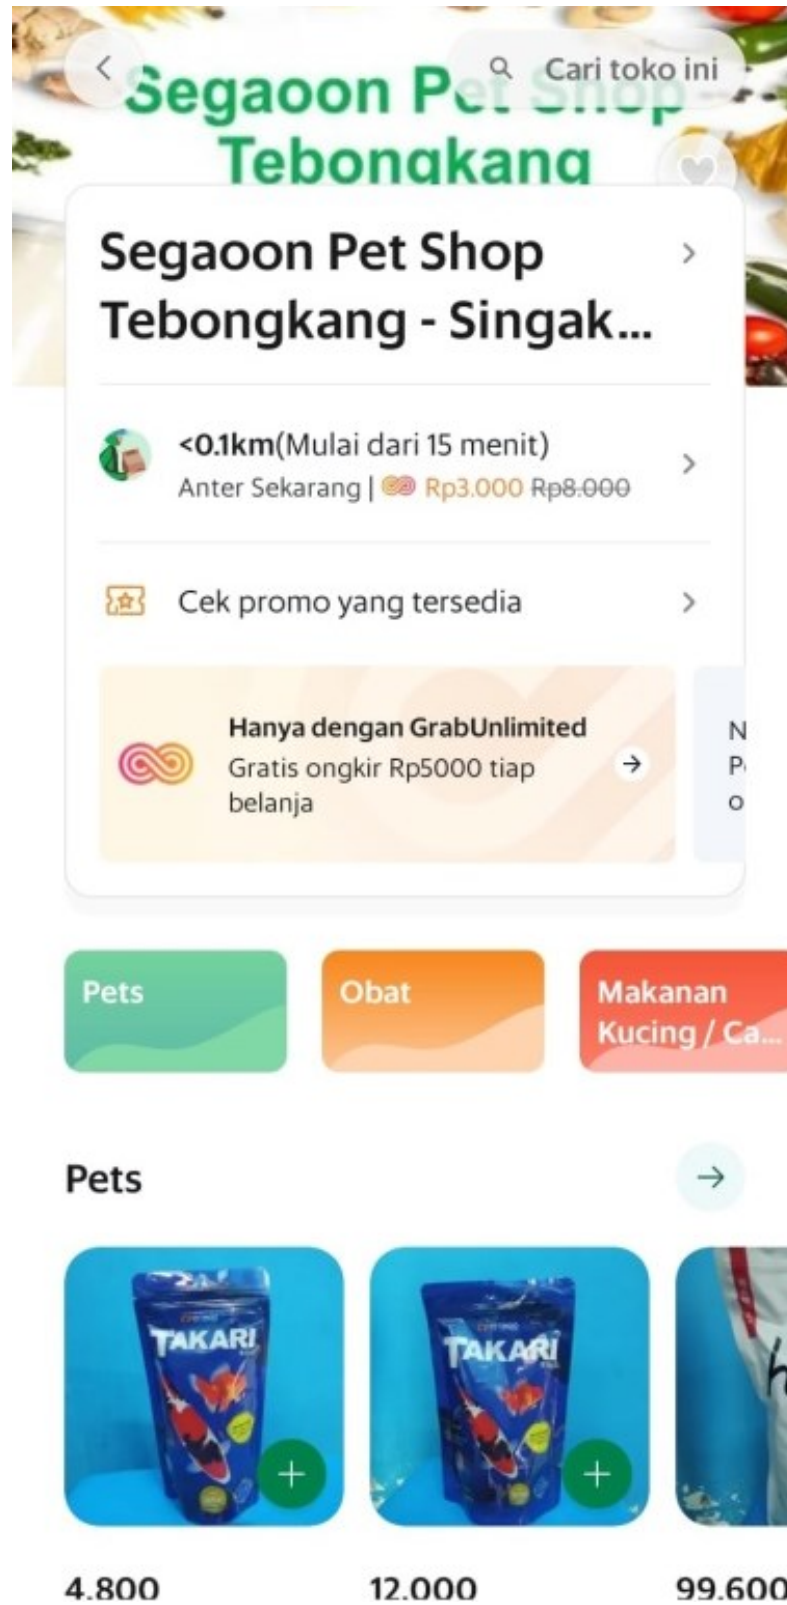 Segaoon Pet Shop
Tebongkang
Cari toko ini
Segaoon Pet Shop
Tebongkang - Singak...
<0.1km(Mulai dari 15 menit)
Anter Sekarang | Rp3.000 Rp8.000
Cek promo yang tersedia
Hanya dengan GrabUnlimited
Gratis ongkir Rp5000 tiap
belanja
N
P
o
Pets
Obat
Makanan
Kucing / Ca...
Pets
TAKARI
TAKARI
4.800
12.000
99.600